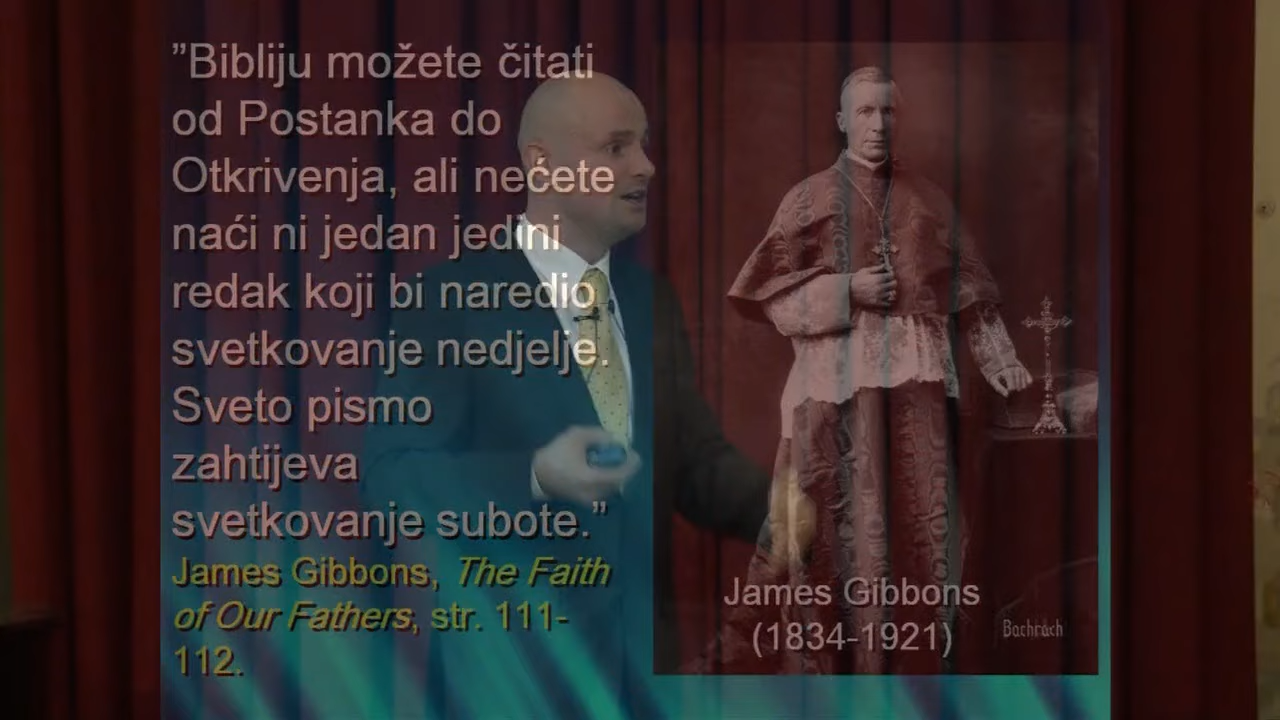 ”Bibliju možete čitati
od Postanka do
Otkrivenja, ali nećete
naći ni jedan jedini
redak koji bi naredio
svetkovanje nedjelje.
Sveto pismo
zahtijeva
svetkovanje subote.”
James Gibbons, The Faith
of Our Fathers, str. 111-
112.
James Gibbons
(1834-1921)
Bachrach